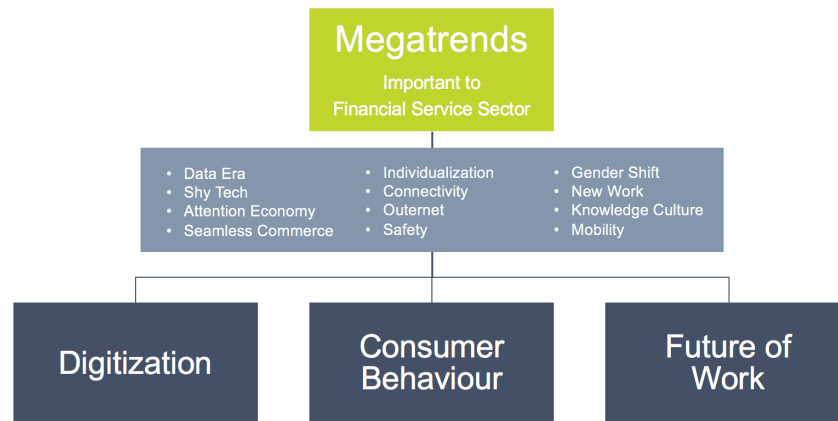 Megatrends
Important to
Financial Service Sector
• Data Era
• Shy Tech
• Attention Economy
• Seamless Commerce
• Individualization
• Connectivity
• Outernet
• Safety
• Gender Shift
• New Work
• Knowledge Culture
• Mobility
Digitization
Consumer
Behaviour
Future of
Work